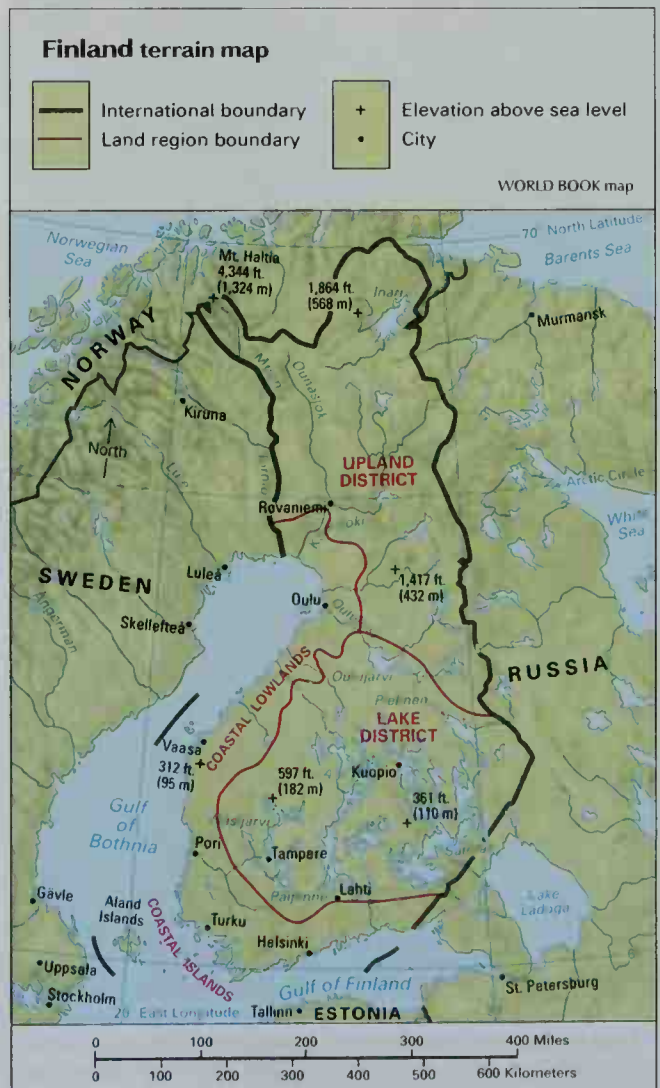 Finland terrain map
International boundary
Land region boundary
Elevation above sea level
City
WORLD BOOK map
Norwegian
Sea
70 North Latitude
Barents Sea
Mt. Haltia
4,344 ft.
(1,324 m)
1,864 ft.
(568 m)
Inari
Murmansk
NORWAY
Kiruna
North
Lule
Ounasjok
UPLAND
DISTRICT
Arctic Circle
White
Sea
Rovaniemi
Luleå
SWEDEN
1,417 ft.
(432 m)
Oulu
Skellefteå
Angerman
RUSSIA
COASTAL LOWLANDS
LAKE
DISTRICT
Vaasa
312 ft.
(95 m)
Kuopio
597 ft.
(182 m)
361 ft.
(110 m)
Gulf
of
Bothnia
Pori
Tampere
Lahti
Lake
Ladoga
Gävle
Aland
Islands
COASTAL ISLANDS
Turku
Helsinki
Uppsala
Gulf of Finland
St. Petersburg
Stockholm
20 East Longitude
Tallinn
ESTONIA
0 100 200 300 400 Miles
0 100 200 300 400 500 600 Kilometers